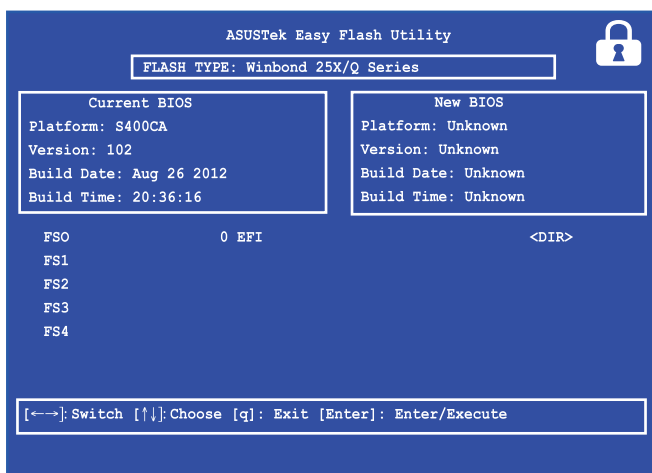 ASUSTek Easy Flash Utility
FLASH TYPE: Winbond 25X/Q Series
Current BIOS
Platform: S400CA
Version: 102
Build Date: Aug 26 2012
Build Time: 20:36:16
New BIOS
Platform: Unknown
Version: Unknown
Build Date: Unknown
Build Time: Unknown
FSO 0 EFI <DIR>
FS1
FS2
FS3
FS4
[←→]: Switch [↑↓]: Choose [q]: Exit [Enter]: Enter/Execute